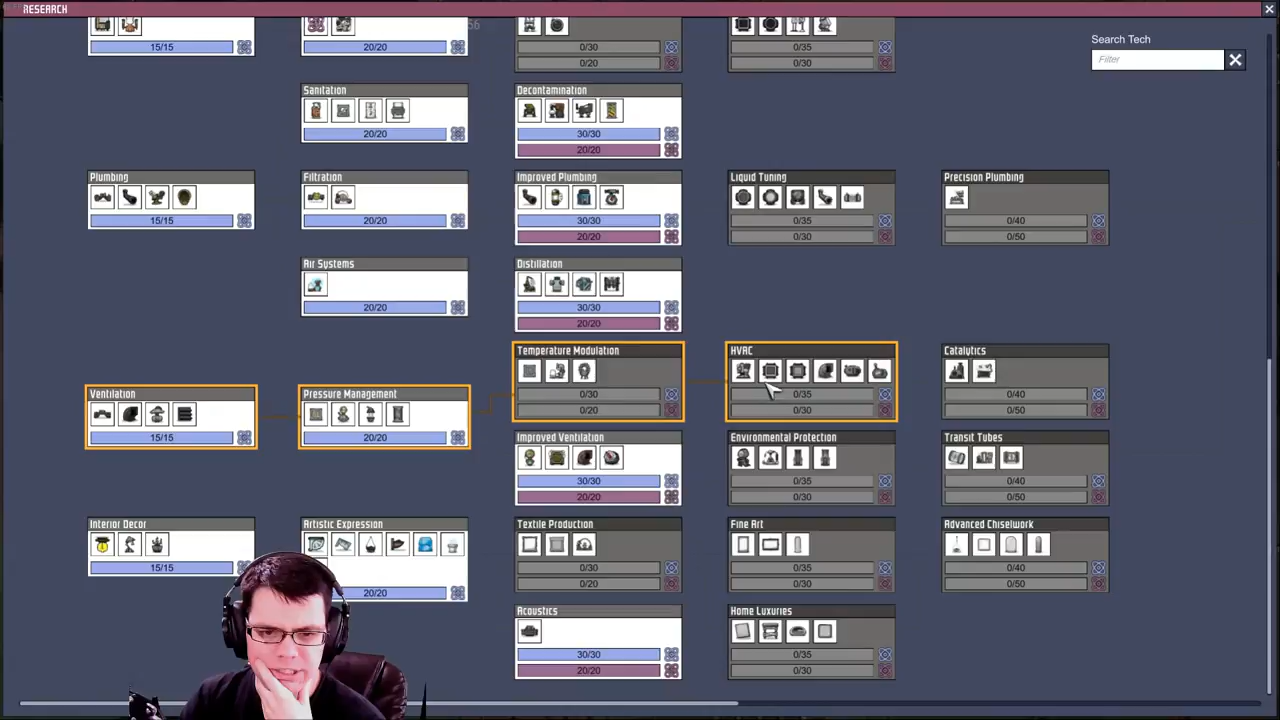 RESEARCH
56
Search Tech
Filter
15/15
20/20
0/30
0/20
0/35
0/30
Sanitation
20/20
Decontamination
30/30
20/20
Plumbing
15/15
Filtration
20/20
Improved Plumbing
30/30
20/20
Liquid Tuning
0/35
0/30
Precision Plumbing
0/40
0/50
Air Systems
20/20
Distillation
30/30
20/20
Ventilation
15/15
Pressure Management
20/20
Temperature Modulation
0/30
0/20
HVAC
0/35
0/30
Catalytics
0/40
0/50
Improved Ventilation
30/30
20/20
Environmental Protection
0/35
0/30
Transit Tubes
0/40
0/50
Interior Decor
15/15
Artistic Expression
20/20
Textile Production
0/30
0/20
Fine Art
0/35
0/30
Advanced Chiselwork
0/40
0/50
Acoustics
30/30
20/20
Home Luxuries
0/35
0/30